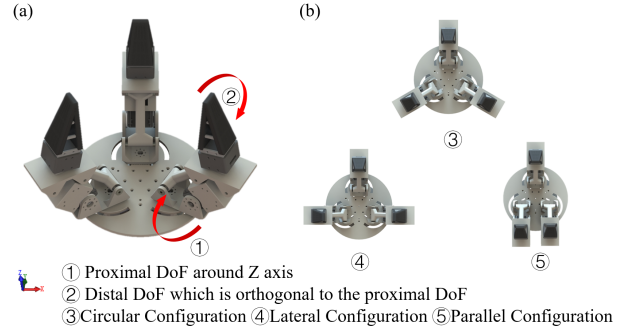 (a)
(b)
②
①
③
④
⑤
Z
X
① Proximal DoF around Z axis
② Distal DoF which is orthogonal to the proximal DoF
③Circular Configuration ④Lateral Configuration ⑤Parallel Configuration